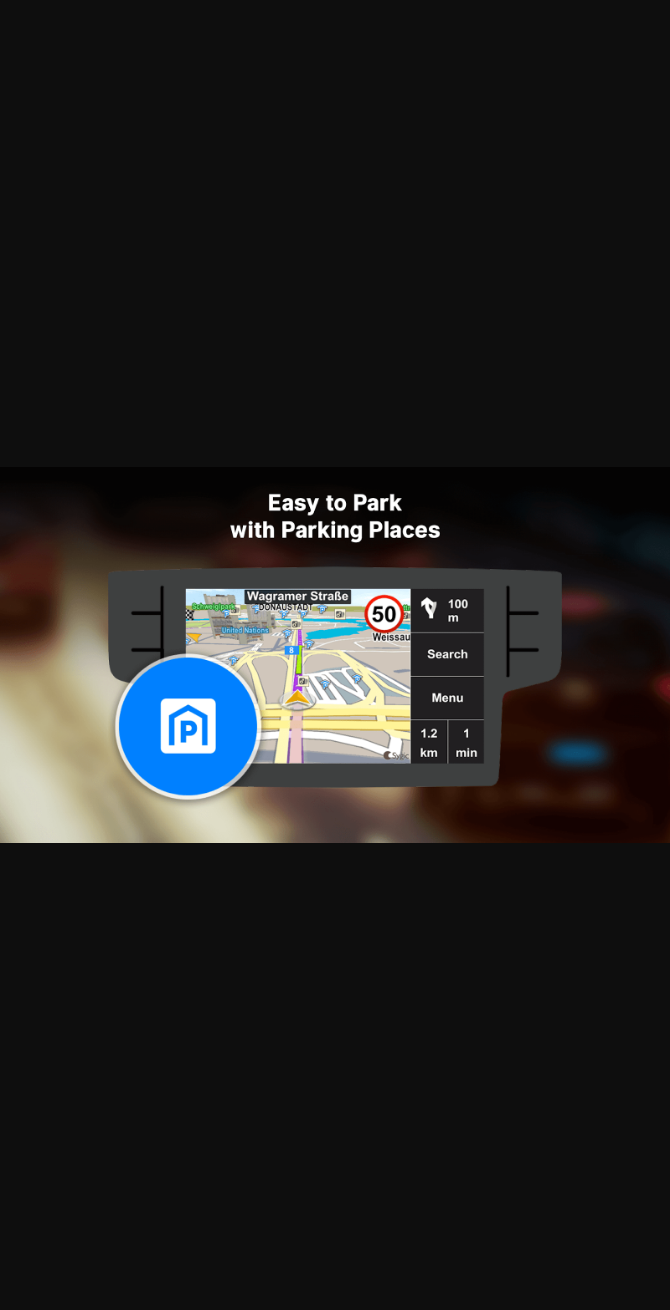 Easy to Park
with Parking Places
Wagramer Straße
DONAUSTADT
United Nations
50
Weissau
8
100
m
Search
Menu
1.2
km
1
min
P